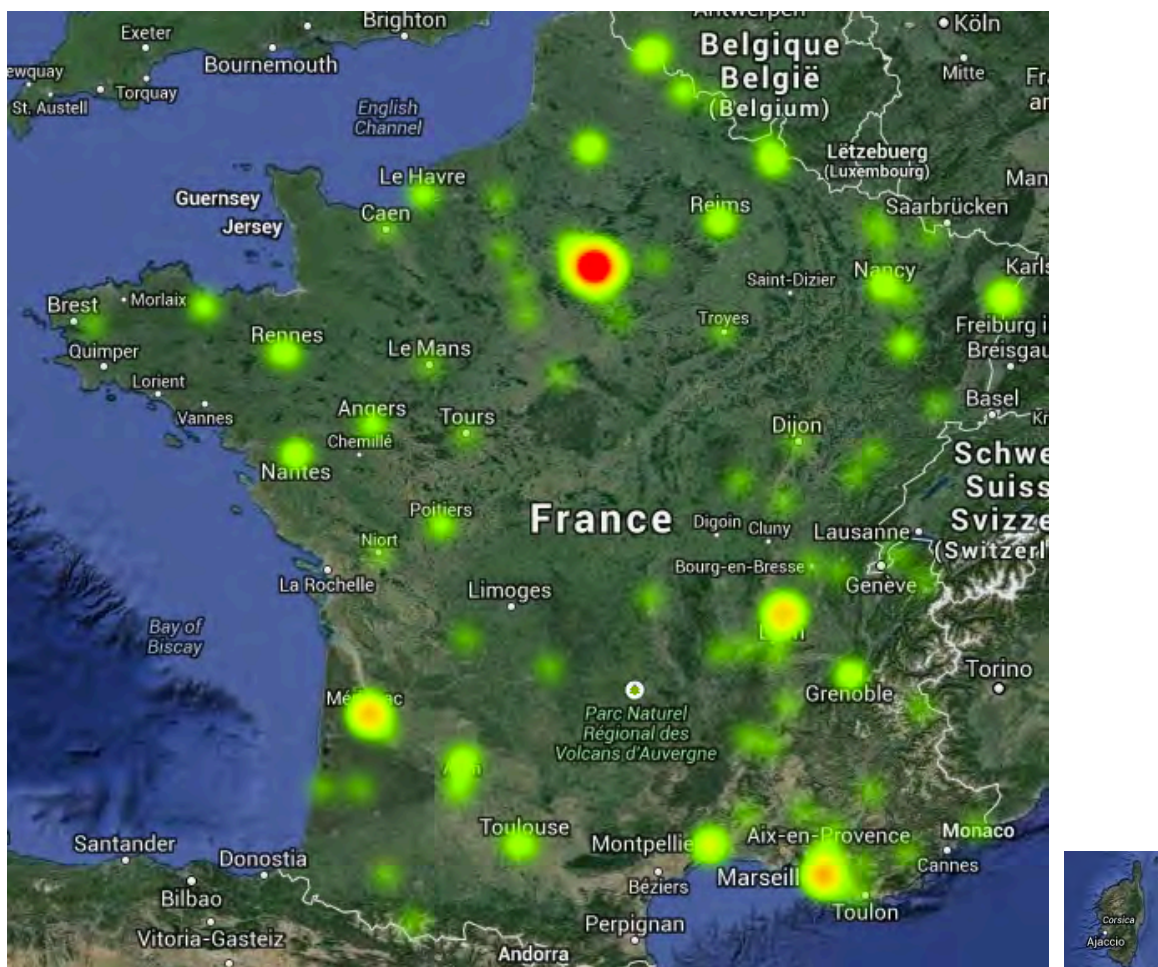 Antwerpen
Brighton
Exeter
Köln
Bournemouth
Belgique
België
(Belgium)
Mitte
Torquay
St. Austell
English
Channel
Lëtzebuerg
(Luxembourg)
Le Havre
Guernsey
Jersey
Reims
Saarbrücken
Caen
Nancy
Saint-Dizier
Brest
Morlaix
Troyes
Freiburg i
Breisgau
Rennes
Quimper
Le Mans
Lorient
Vannes
Angers
Tours
Basel
Chemillé
Dijon
Nantes
Schwe
Suiss
Svizze
(Switzerl
Poitiers
France
Digoin
Cluny
Lausanne
Niort
La Rochelle
Bourg-en-Bresse
Genève
Limoges
Bay of
Biscay
Torino
Grenoble
Parc Naturel
Régional des
Volcans d'Auvergne
Toulouse
Montpellie
Aix-en-Provence
Monaco
Santander
Donostia
Cannes
Béziers
Marseill
Bilbao
Toulon
Perpignan
Vitoria-Gasteiz
Andorra
Corsica
Ajaccio